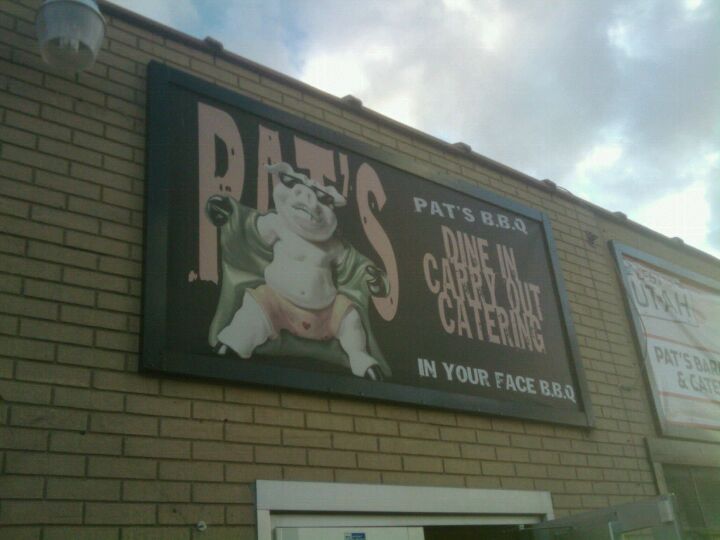 PAT'S
PAT'S B.B.Q
DINE IN
CARRY OUT
CATERING
IN YOUR FACE B.B.Q
UTAH
PAT'S
&